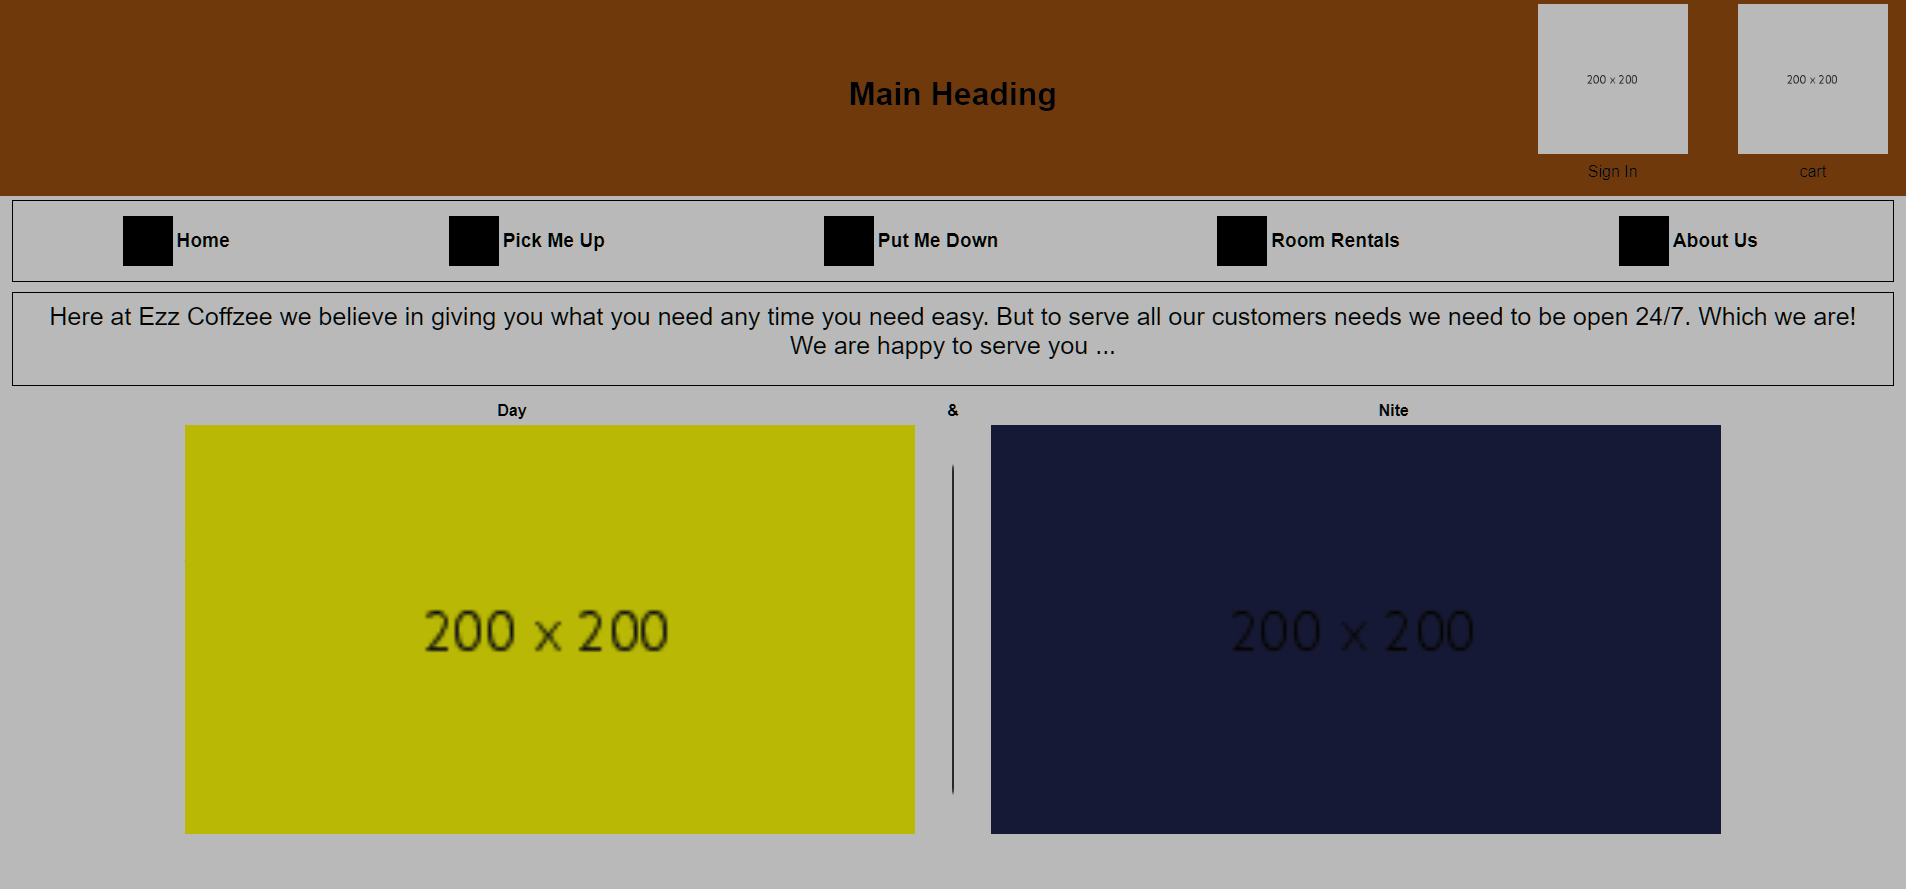 Main Heading
200 x 200
200 x 200
Sign In
cart
Home
Pick Me Up
Put Me Down
Room Rentals
About Us
Here at Ezz Coffzee we believe in giving you what you need any time you need easy. But to serve all our customers needs we need to be open 24/7. Which we are!
We are happy to serve you ...
Day
&
Nite
200 x 200
200 x 200